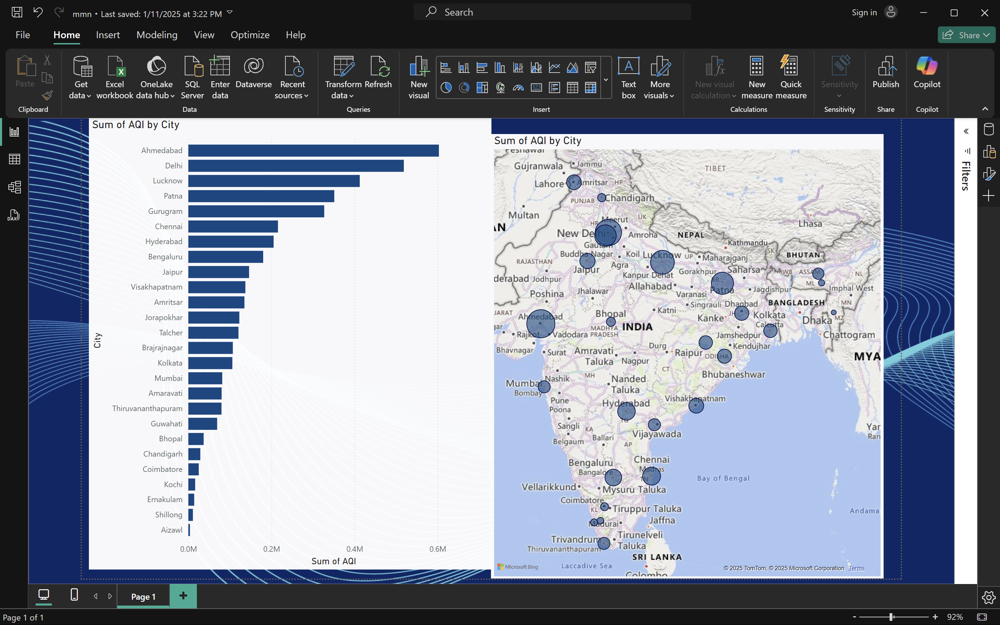 mmn • Last saved: 1/11/2025 at 3:22 PM
Search
Sign in
File
Home
Insert
Modeling
View
Optimize
Help
Share
Paste
Get data
Excel workbook
OneLake data hub
SQL Server
Enter data
Dataverse
Recent sources
Transform data
Refresh
New visual
123
A
Text box
More visuals
New visual calculation
New measure
Quick measure
Sensitivity
Publish
Copilot
Clipboard
Data
Queries
Insert
Calculations
Sensitivity
Share
Copilot
DAX
Sum of AQI by City
City
Ahmedabad
Delhi
Lucknow
Patna
Gurugram
Chennai
Hyderabad
Bengaluru
Jaipur
Visakhapatnam
Amritsar
Jorapokhar
Talcher
Brajrajnagar
Kolkata
Mumbai
Amaravati
Thiruvananthapuram
Guwahati
Bhopal
Chandigarh
Coimbatore
Kochi
Ernakulam
Shillong
Aizawl
0.0M 0.2M 0.4M 0.6M
Sum of AQI
Sum of AQI by City
Peshawar
Gujranwala
Jammu
TIBET
Lahore
Amritsar
HP
PUNJAB
Chandigarh
Multan
Meerut
UK
HR
Lhasa
AN
New Delhi
Amroha
NEPAL
Kathmandu
Gautam
Buddha Nagar
Koil
Lucknow
UP
Maharajganj
SK
BHUTAN
RAJASTHAN
Agra
Jaipur
Kanpur Dehat
Gorakhpur
Saharsa
WB
ASSAM
NL
derabad
Jodhpur
BR
ML
Imphal West
Allahabad
Patna
Jagdishpur
Poshina
Jhalawar
Varanasi
Singrauli
Dhanbad
BANGLADESH
MN
JARAT
Ahmedabad
Bhopal
Katni
Kanke
JH
Kolkata
Calcutta
Dhaka
MZ
gar
Rajkot
Vadodara
MADHYA PRADESH
INDIA
Jamshedpur
Chattogram
Bhavnagar
Surat
Amravati Taluka
Nagpur
Durg
Raipur
ODISHA
Kendujhar
MYA
CT
Mumbai
Bombay
Nashik
MH
Nanded Taluka
Bhubaneshwar
Pune
Poona
Hyderabad
TG
Vishakhapatnam
Sangli
KA
Ballari
Vijayawada
Yar
Ran
Belgaum
AP
Bengaluru
Bangalore
Chennai
Madras
TN
Bay of Bengal
Vellarikkund
Mysuru Taluka
Coimbatore
KL
Tiruppur Taluka
Andama
Jaffna
Madurai
Trivandrum
Thiruvananthapuram
Tirunelveli Taluka
SRI LANKA
Laccadive Sea
Colombo
Microsoft Bing
© 2025 TomTom, © 2025 Microsoft Corporation Terms
Filters
Page 1
Page 1 of 1
92%